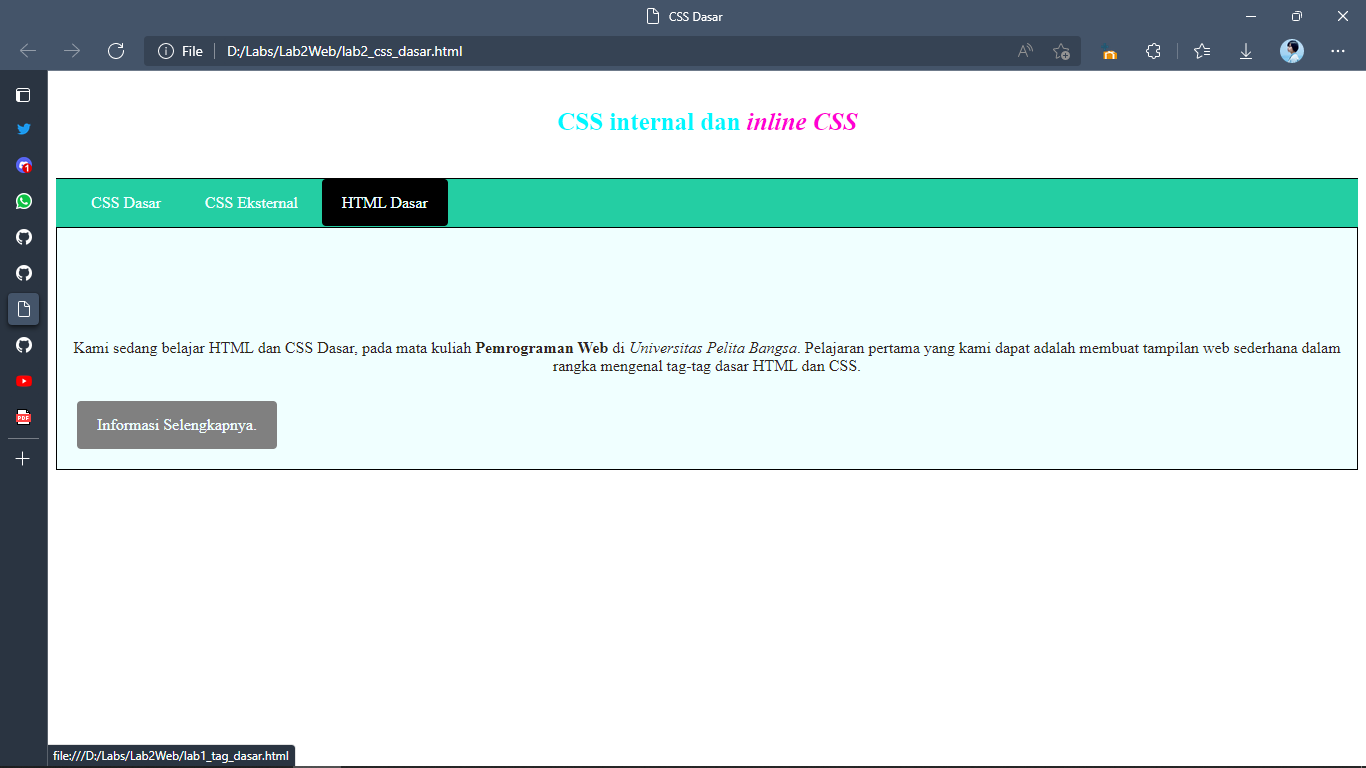 CSS Dasar
File D:/Labs/Lab2Web/lab2_css_dasar.html
CSS internal dan inline CSS
CSS Dasar CSS Eksternal HTML Dasar
Kami sedang belajar HTML dan CSS Dasar, pada mata kuliah Pemrograman Web di Universitas Pelita Bangsa. Pelajaran pertama yang kami dapat adalah membuat tampilan web sederhana dalam
rangka mengenal tag-tag dasar HTML dan CSS.
Informasi Selengkapnya.
file:///D:/Labs/Lab2Web/lab1_tag_dasar.html